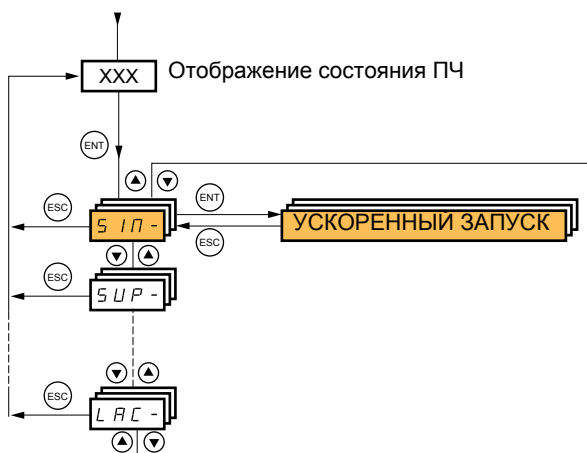 XXX Отображение состояния ПЧ
ENT
ESC ENT
SIM- УСКОРЕННЫЙ ЗАПУСК
ESC
ESC
SUP-
ESC
LAC-